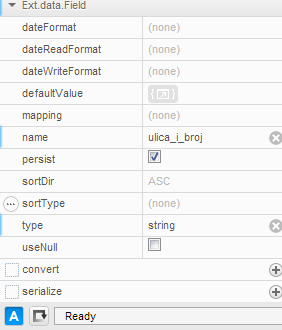 Ext.data.Field
dateFormat (none)
dateReadFormat (none)
dateWriteFormat (none)
defaultValue
mapping (none)
name ulica_i_broj
persist
sortDir ASC
sortType (none)
type string
useNull
convert
serialize
A Ready